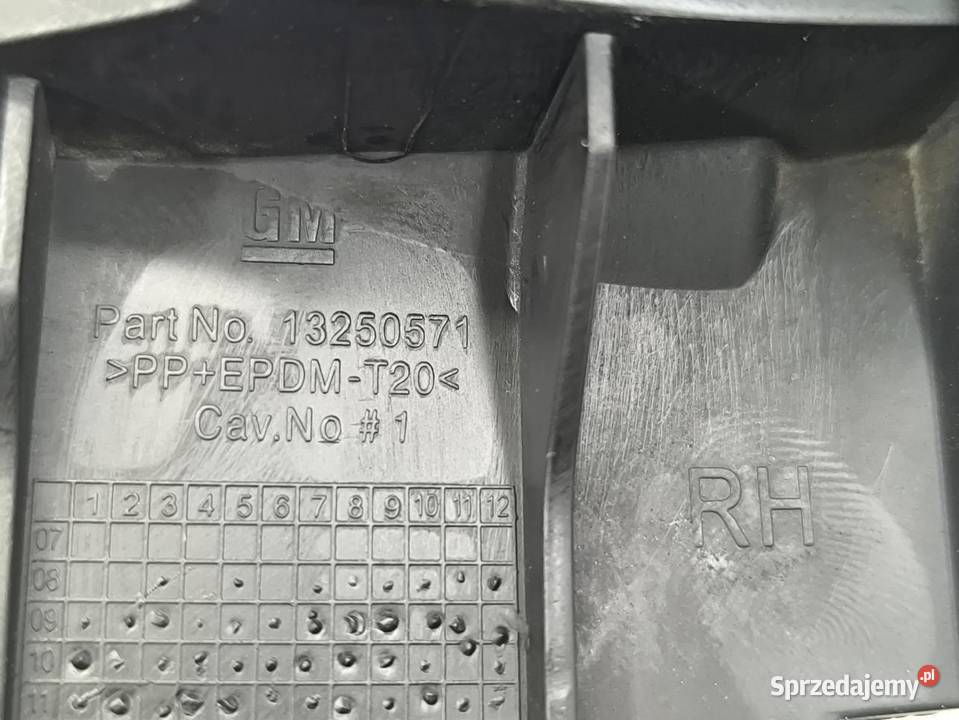 GM
Part No. 13250571
>PP+EPDM-T20<
Cav.No #1
RH
1 2 3 4 5 6 7 8 9 10 11 12
07
08
09
10
11
Sprzedajemy.pl